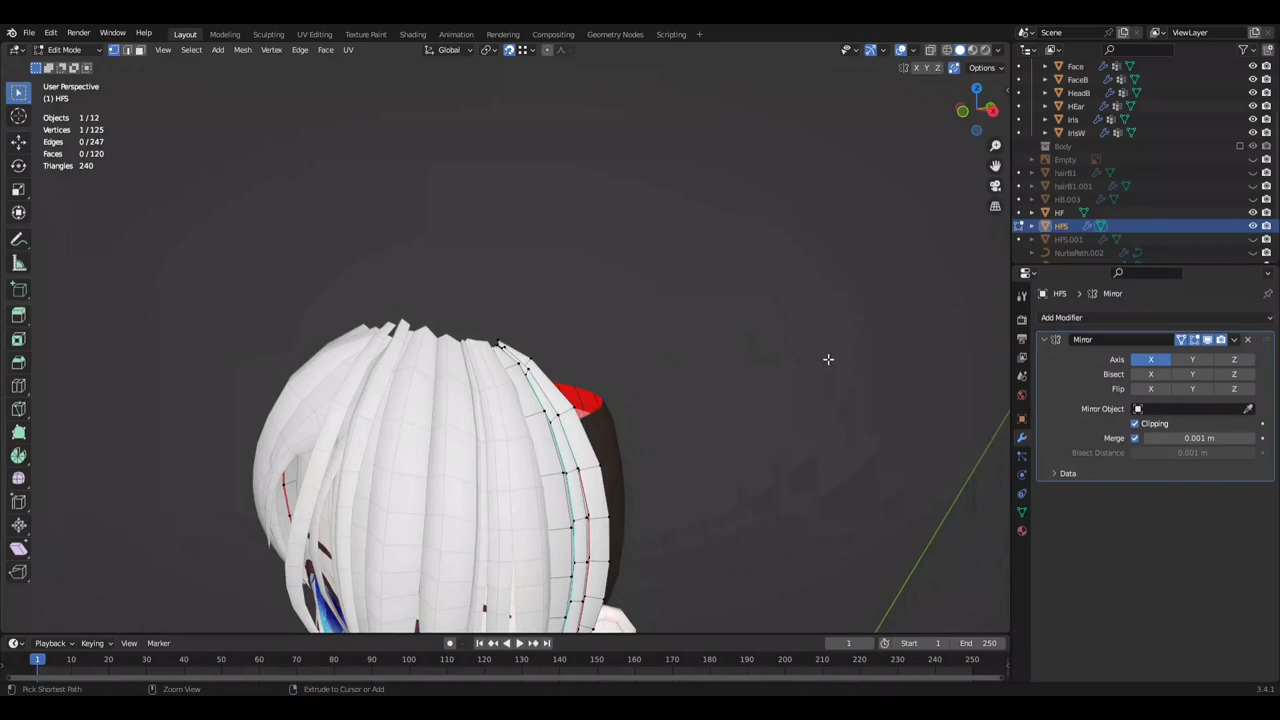 File Edit Render Window Help Layout Modeling Sculpting UV Editing Texture Paint Shading Animation Rendering Compositing Geometry Nodes Scripting + Scene ViewLayer
Edit Mode View Select Add Mesh Vertex Edge Face UV Global
X Y Z Options
User Perspective
(1) HFS
Objects 1 / 12
Vertices 1 / 125
Edges 0 / 247
Faces 0 / 120
Triangles 240
Z
X
Face
FaceB
HeadB
HEar
Iris
IrisW
Body
Empty
hairB1
hairB1.001
HB.003
HF
HFS
HFS.001
NurbsPath.002
HFS > Mirror
Add Modifier
Mirror
Axis X Y Z
Bisect X Y Z
Flip X Y Z
Mirror Object
Clipping
Merge 0.001 m
Bisect Distance 0.001 m
Data
Playback Keying View Marker 1 Start 1 End 250
1 10 20 30 40 50 60 70 80 90 100 110 120 130 140 150 160 170 180 190 200 210 220 230 240 250
Pick Shortest Path Zoom View Extrude to Cursor or Add 3.4.1